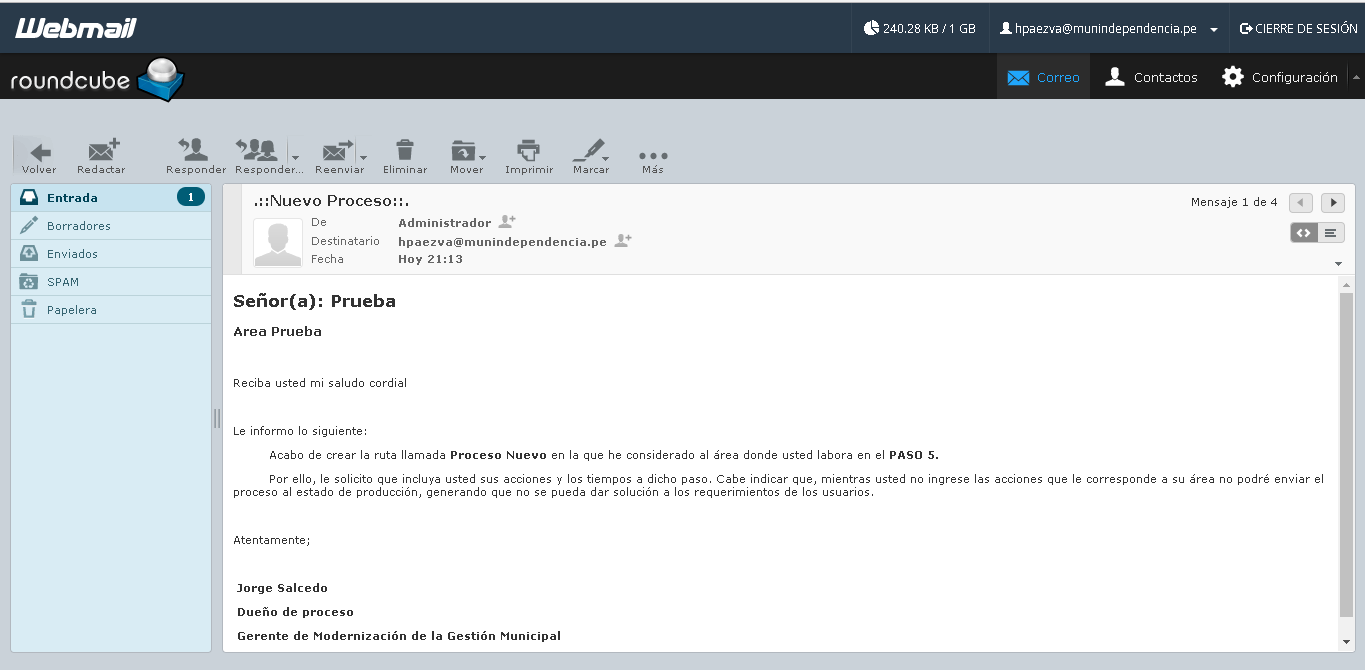 Webmail
240.28 KB / 1 GB
hpaezva@munindependencia.pe
CIERRE DE SESIÓN
roundcube
Correo
Contactos
Configuración
Volver
Redactar
Responder
Responder...
Reenviar
Eliminar
Mover
Imprimir
Marcar
Más
Entrada 1
Borradores
Enviados
SPAM
Papelera
.::Nuevo Proceso::.
Mensaje 1 de 4
De Administrador
Destinatario hpaezva@munindependencia.pe
Fecha Hoy 21:13
Señor(a): Prueba
Area Prueba
Reciba usted mi saludo cordial
Le informo lo siguiente:
Acabo de crear la ruta llamada Proceso Nuevo en la que he considerado al área donde usted labora en el PASO 5.
Por ello, le solicito que incluya usted sus acciones y los tiempos a dicho paso. Cabe indicar que, mientras usted no ingrese las acciones que le corresponde a su área no podré enviar el
proceso al estado de producción, generando que no se pueda dar solución a los requerimientos de los usuarios.
Atentamente;
Jorge Salcedo
Dueño de proceso
Gerente de Modernización de la Gestión Municipal